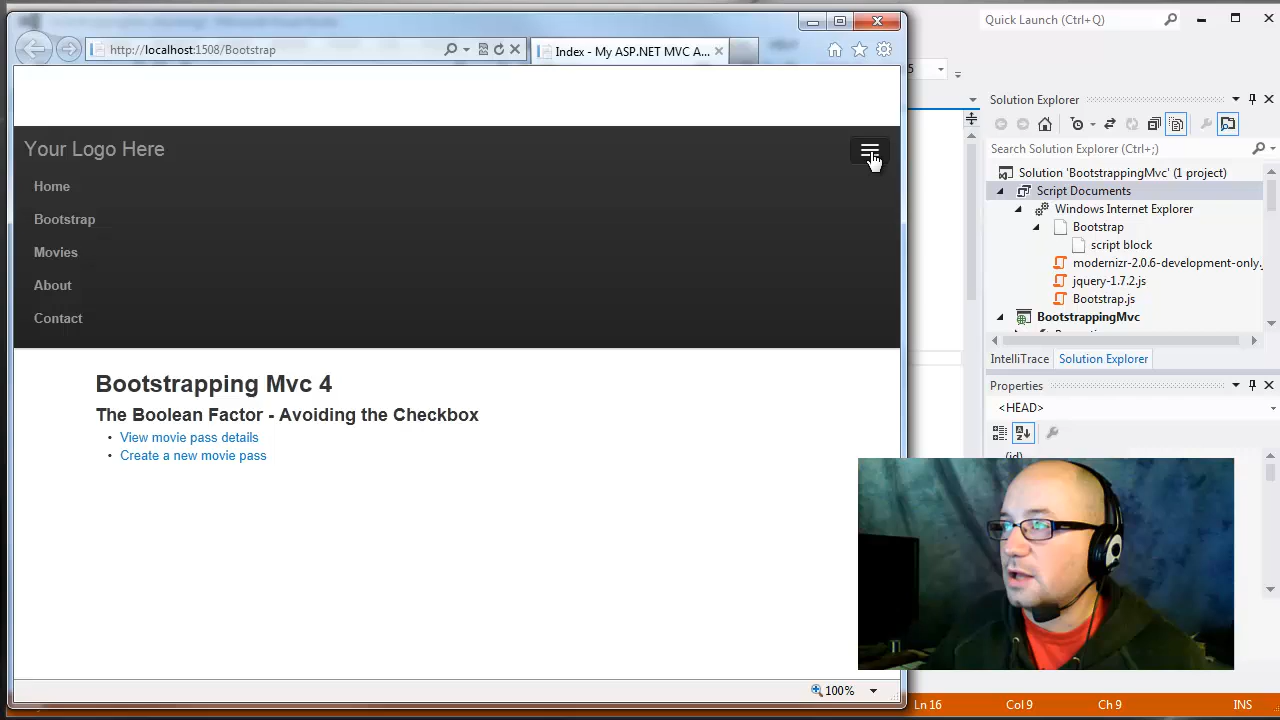 Quick Launch (Ctrl+Q)
http://localhost:1508/Bootstrap
Index - My ASP.NET MVC A...
5
Solution Explorer
Search Solution Explorer (Ctrl+;)
Your Logo Here
Home
Bootstrap
Movies
About
Contact
Solution 'BootstrappingMvc' (1 project)
Script Documents
Windows Internet Explorer
Bootstrap
script block
modernizr-2.0.6-development-only.
jquery-1.7.2.js
Bootstrap.js
BootstrappingMvc
IntelliTrace
Solution Explorer
Properties
<HEAD>
(id)
Bootstrapping Mvc 4
The Boolean Factor - Avoiding the Checkbox
• View movie pass details
• Create a new movie pass
100%
Ln 16
Col 9
Ch 9
INS